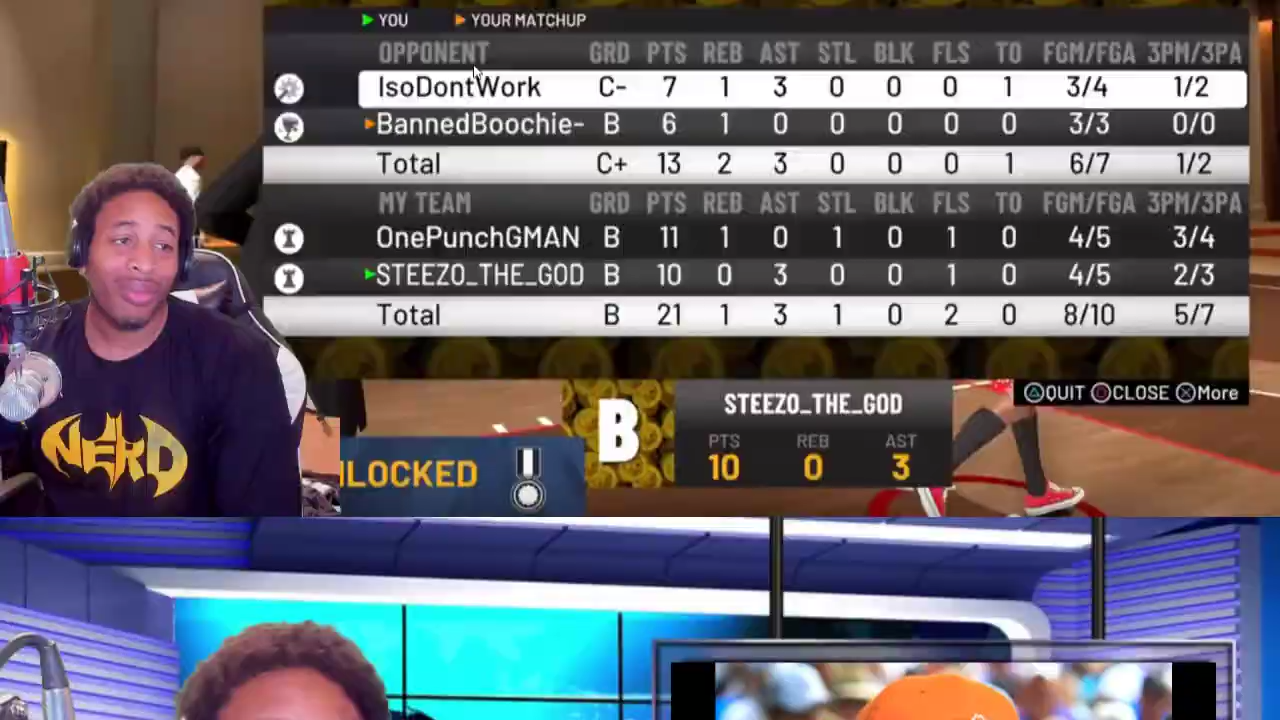 YOU YOUR MATCHUP
OPPONENT GRD PTS REB AST STL BLK FLS TO FGM/FGA 3PM/3PA
IsoDontWork C- 7 1 3 0 0 0 1 3/4 1/2
BannedBoochie- B 6 1 0 0 0 0 0 3/3 0/0
Total C+ 13 2 3 0 0 0 1 6/7 1/2
MY TEAM GRD PTS REB AST STL BLK FLS TO FGM/FGA 3PM/3PA
OnePunchGMAN B 11 1 0 1 0 1 0 4/5 3/4
STEEZO_THE_GOD B 10 0 3 0 0 1 0 4/5 2/3
Total B 21 1 3 1 0 2 0 8/10 5/7
QUIT CLOSE More
B STEEZO_THE_GOD
PTS REB AST
10 0 3
NLOCKED
NERD